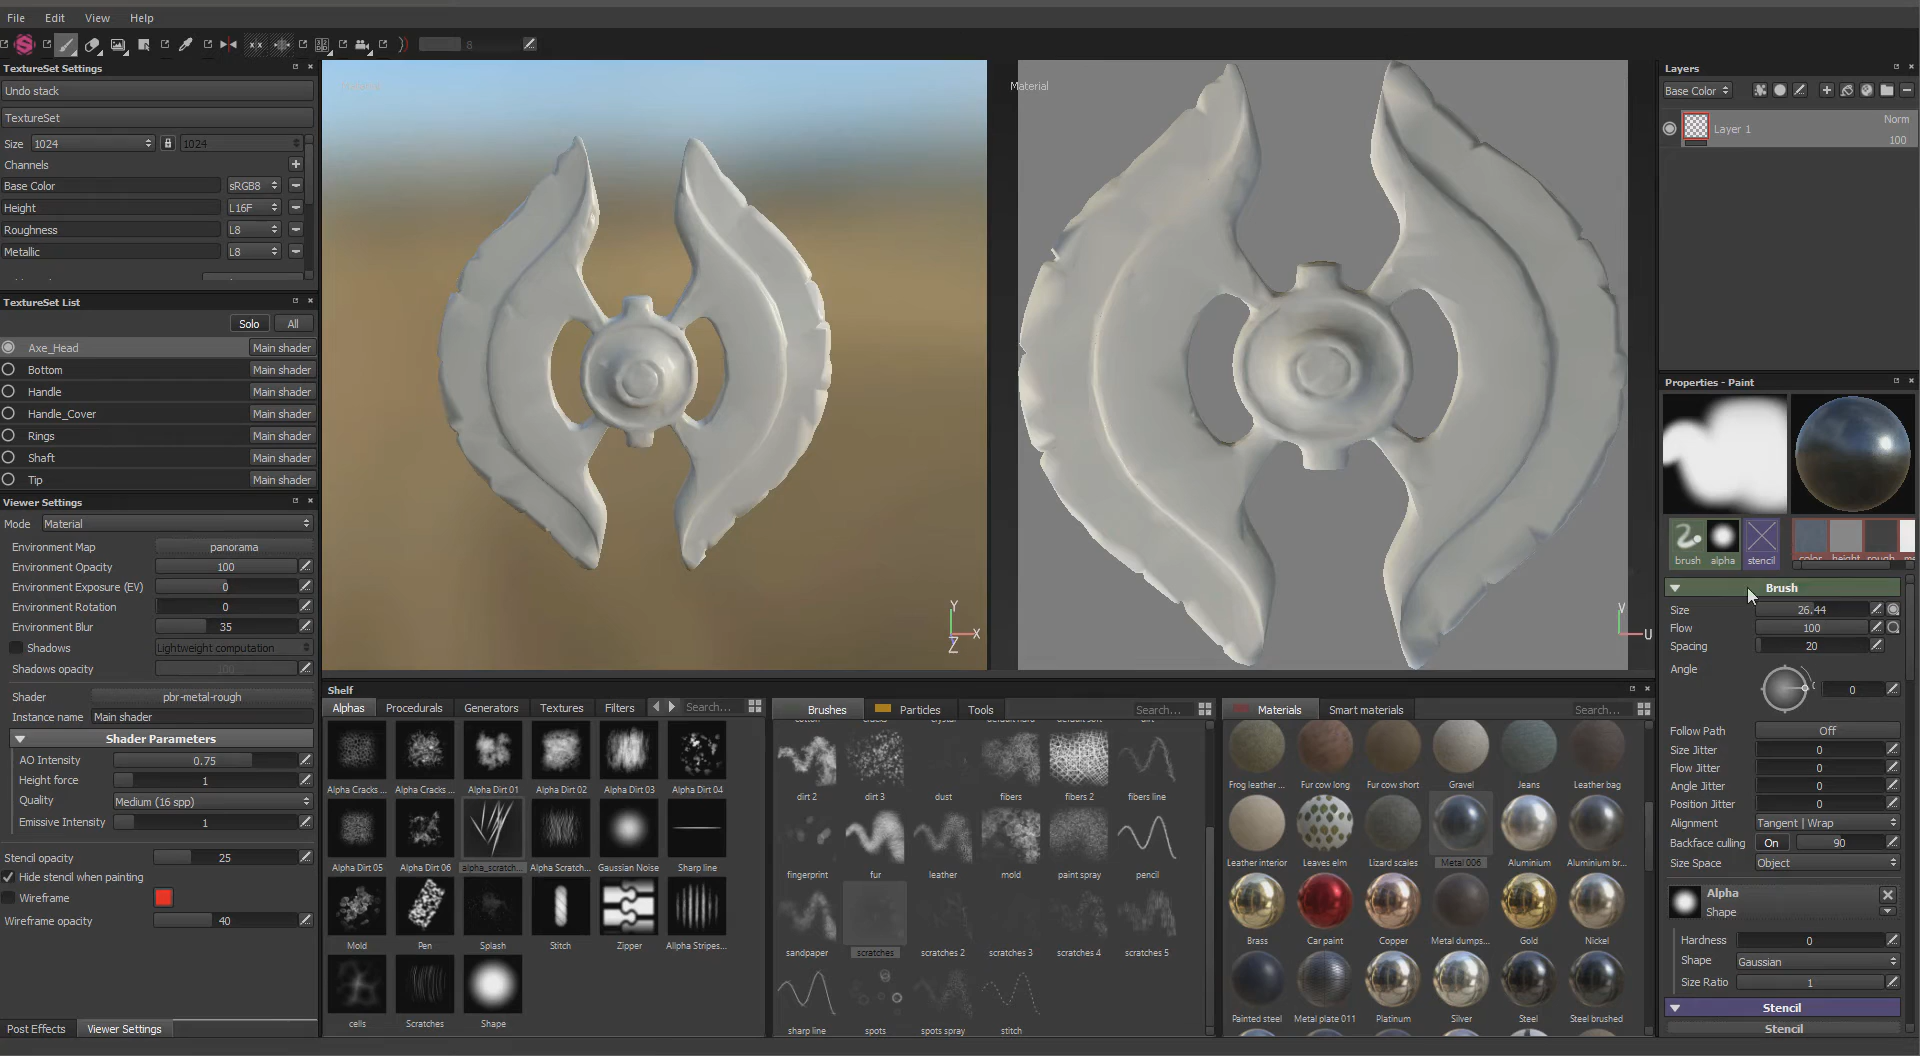 File Edit View Help
8
TextureSet Settings
Undo stack
TextureSet
Size 1024 1024
Channels
Base Color sRGB8
Height L16F
Roughness L8
Metallic L8
TextureSet List
Solo All
Axe_Head Main shader
Bottom Main shader
Handle Main shader
Handle_Cover Main shader
Rings Main shader
Shaft Main shader
Tip Main shader
Viewer Settings
Mode Material
Environment Map panorama
Environment Opacity 100
Environment Exposure (EV) 0
Environment Rotation 0
Environment Blur 35
Shadows Lightweight computation
Shadows opacity 100
Shader pbr-metal-rough
Instance name Main shader
Shader Parameters
AO Intensity 0.75
Height force 1
Quality Medium (16 spp)
Emissive Intensity 1
Stencil opacity 25
Hide stencil when painting
Wireframe
Wireframe opacity 40
Post Effects Viewer Settings
Y
X
Z
Material
V
U
Shelf
Alphas Procedurals Generators Textures Filters Search...
Alpha Cracks ... Alpha Cracks ... Alpha Dirt 01 Alpha Dirt 02 Alpha Dirt 03 Alpha Dirt 04
Alpha Dirt 05 Alpha Dirt 06 alpha_scratch... Alpha Scratch... Gaussian Noise Sharp line
Mold Pen Splash Stitch Zipper Allpha Stripes...
cells Scratches Shape
Brushes Particles Tools Search...
dirt 2 dirt 3 dust fibers fibers 2 fibers line
fingerprint fur leather mold paint spray pencil
sandpaper scratches scratches 2 scratches 3 scratches 4 scratches 5
sharp line spots spots spray stitch
Materials Smart materials Search...
Frog leather ... Fur cow long Fur cow short Gravel Jeans Leather bag
Leather interior Leaves elm Lizard scales Metal 006 Aluminium Aluminium br...
Brass Car paint Copper Metal dumps... Gold Nickel
Painted steel Metal plate 011 Platinum Silver Steel Steel brushed
Layers
Base Color
Layer 1 Norm
100
Properties - Paint
brush alpha stencil color height rough
Brush
Size 26.44
Flow 100
Spacing 20
Angle 0
Follow Path Off
Size Jitter 0
Flow Jitter 0
Angle Jitter 0
Position Jitter 0
Alignment Tangent | Wrap
Backface culling On 90
Size Space Object
Alpha
Shape
Hardness 0
Shape Gaussian
Size Ratio 1
Stencil
Stencil